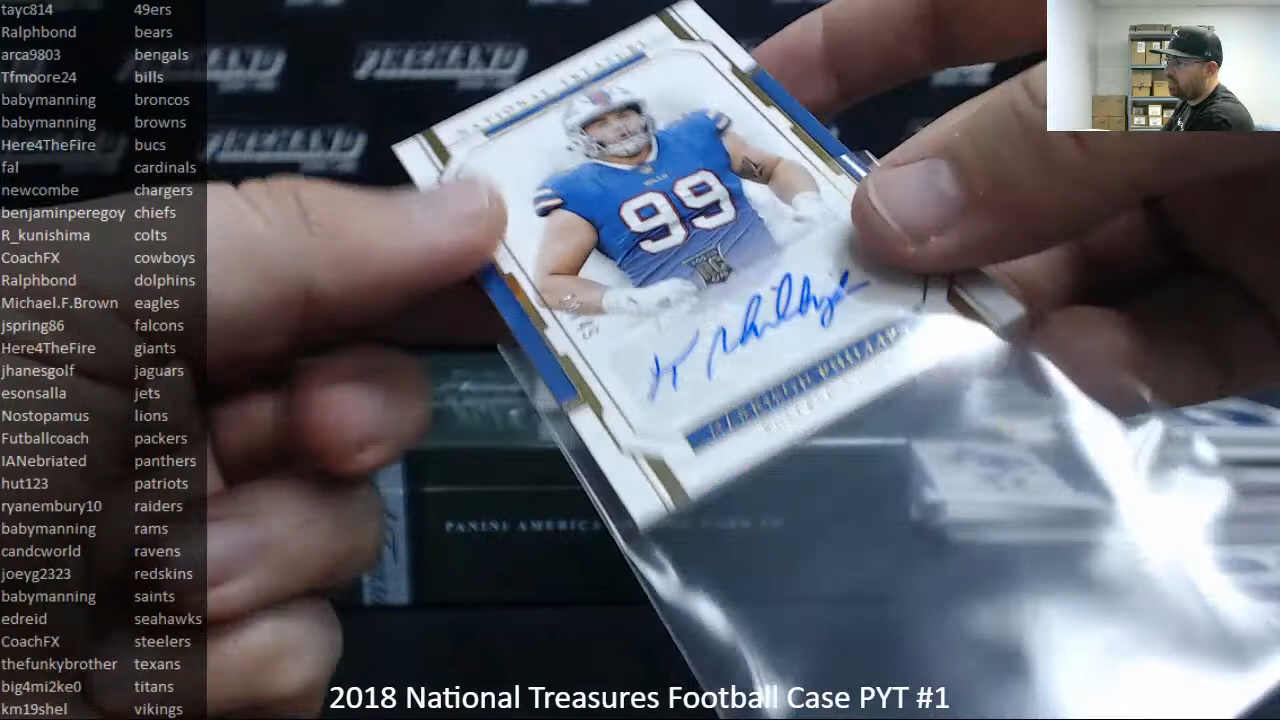 tayc814 49ers
Ralphbond bears
arca9803 bengals
Tfmoore24 bills
babymanning broncos
babymanning browns
Here4TheFire bucs
fal cardinals
newcombe chargers
benjaminperegoy chiefs
R_kunishima colts
CoachFX cowboys
Ralphbond dolphins
Michael.F.Brown eagles
jspring86 falcons
Here4TheFire giants
jhanesgolf jaguars
esonsalla jets
Nostopamus lions
Futballcoach packers
IANebriated panthers
hut123 patriots
ryanembury10 raiders
babymanning rams
candcworld ravens
joeyg2323 redskins
babymanning saints
edreid seahawks
CoachFX steelers
thefunkybrother texans
big4mi2ke0 titans
km19shel vikings
NATIONAL TREASURES
BILLS
99
PANINI AMERICA
2018 National Treasures Football Case PYT #1